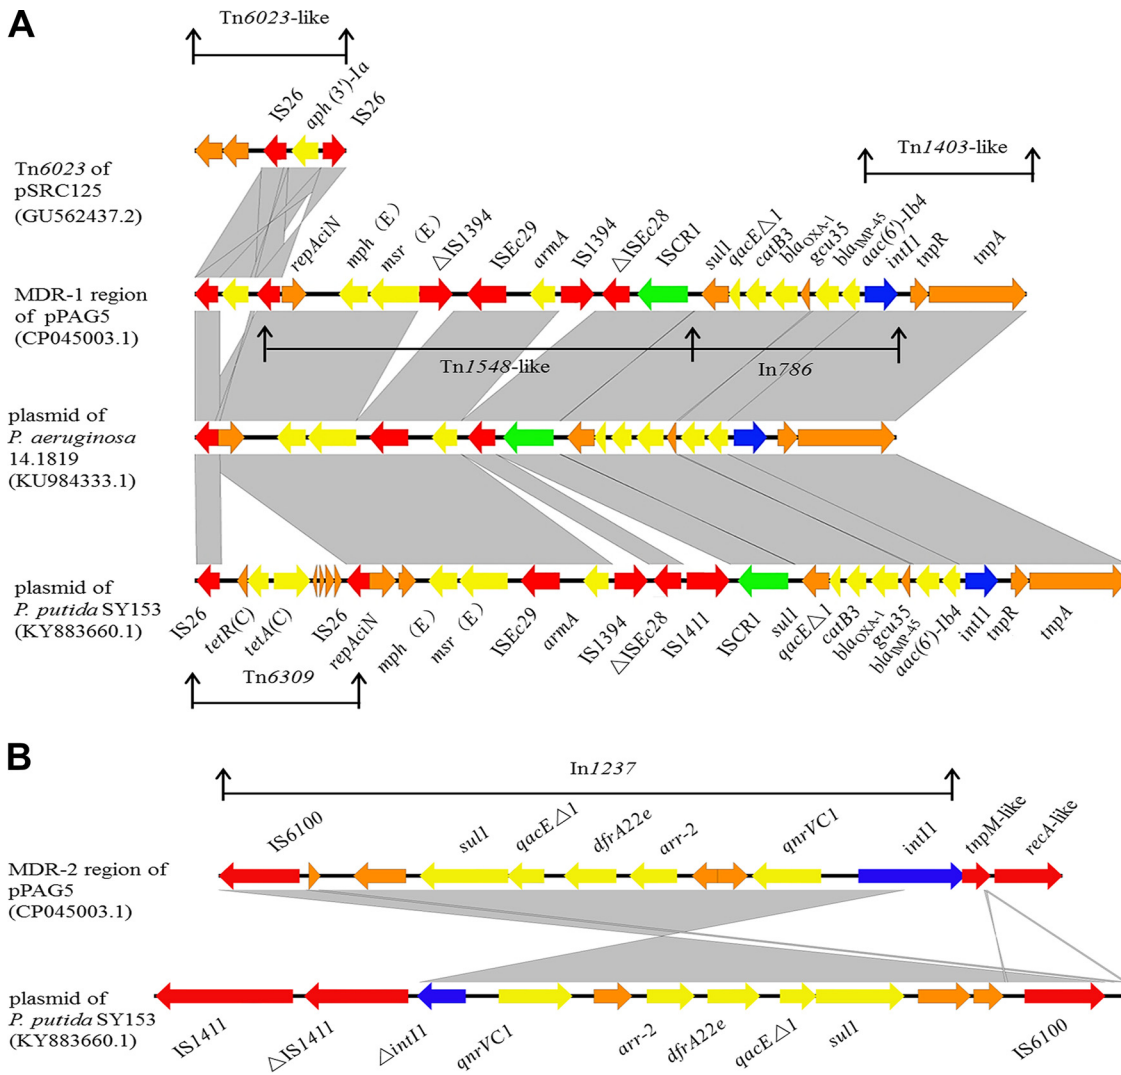 A
Tn6023-like
IS26
aph (3')-Ia
IS26
Tn6023 of
pSRC125
(GU562437.2)
Tn1403-like
repAciN
mph (E)
msr (E)
△IS1394
ISEc29
armA
IS1394
△ISEc28
ISCR1
sul1
qacE△1
catB3
blaOXA-1
gcu35
blaIMP-45
aac(6')-Ib4
intI1
tnpR
tnpA
MDR-1 region
of pPAG5
(CP045003.1)
Tn1548-like
In786
plasmid of
P. aeruginosa
14.1819
(KU984333.1)
plasmid of
P. putida SY153
(KY883660.1)
IS26
tetR(C)
tetA(C)
IS26
repAciN
mph (E)
msr (E)
ISEc29
armA
IS1394
△ISEc28
IS1411
ISCR1
sul1
qacE△1
catB3
blaOXA-1
gcu35
blaIMP-45
aac(6')-Ib4
intI1
tnpR
tnpA
Tn6309
B
In1237
IS6100
sul1
qacE△1
dfrA22e
arr-2
qnrVC1
intI1
tnpM-like
recA-like
MDR-2 region of
pPAG5
(CP045003.1)
plasmid of
P. putida SY153
(KY883660.1)
IS1411
△IS1411
△intI1
qnrVC1
arr-2
dfrA22e
qacE△1
sul1
IS6100